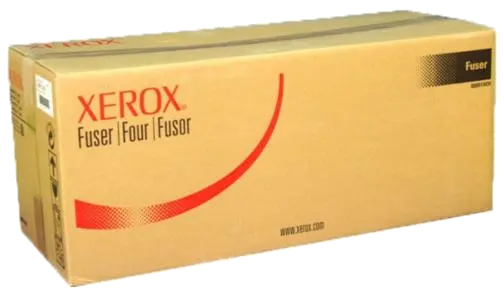 Fuser
XEROX
Fuser | Four | Fusor
www.xerox.com